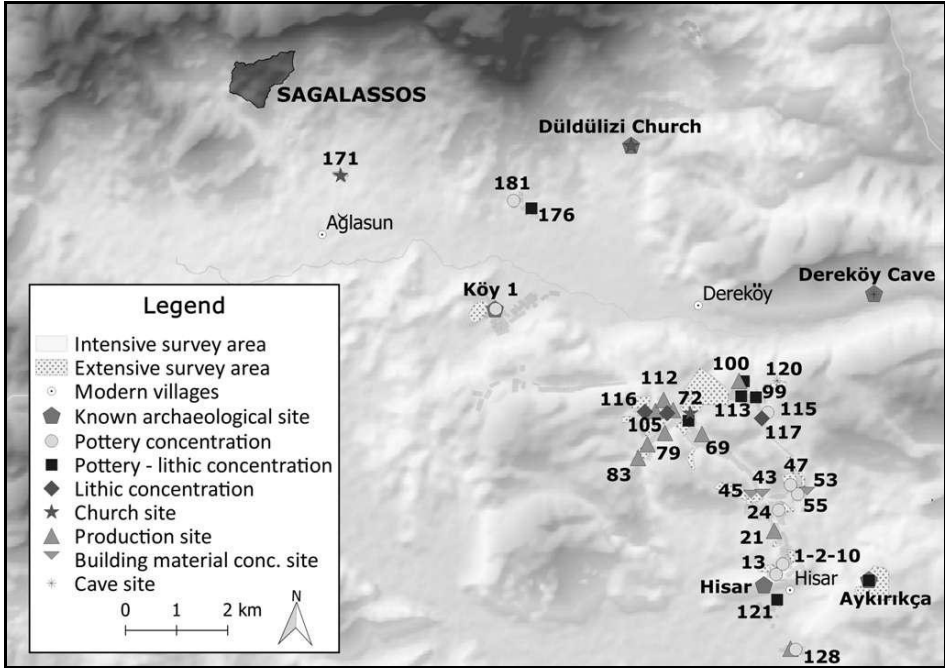 SAGALASSOS
Düldülizi Church
171
181
176
Ağlasun
Dereköy Cave
Köy 1
Dereköy
Legend
Intensive survey area
Extensive survey area
Modern villages
Known archaeological site
Pottery concentration
Pottery - lithic concentration
Lithic concentration
Church site
Production site
Building material conc. site
Cave site
0 1 2 km
N
100
120
112
116
72
99
113
115
105
117
69
79
83
47
43
53
45
55
24
21
1-2-10
13
Hisar
Hisar
Aykırıkça
121
128